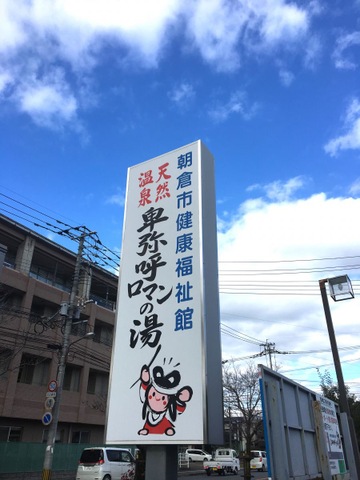 朝倉市健康福祉館
天然
温泉
卑弥呼
ロマンの湯